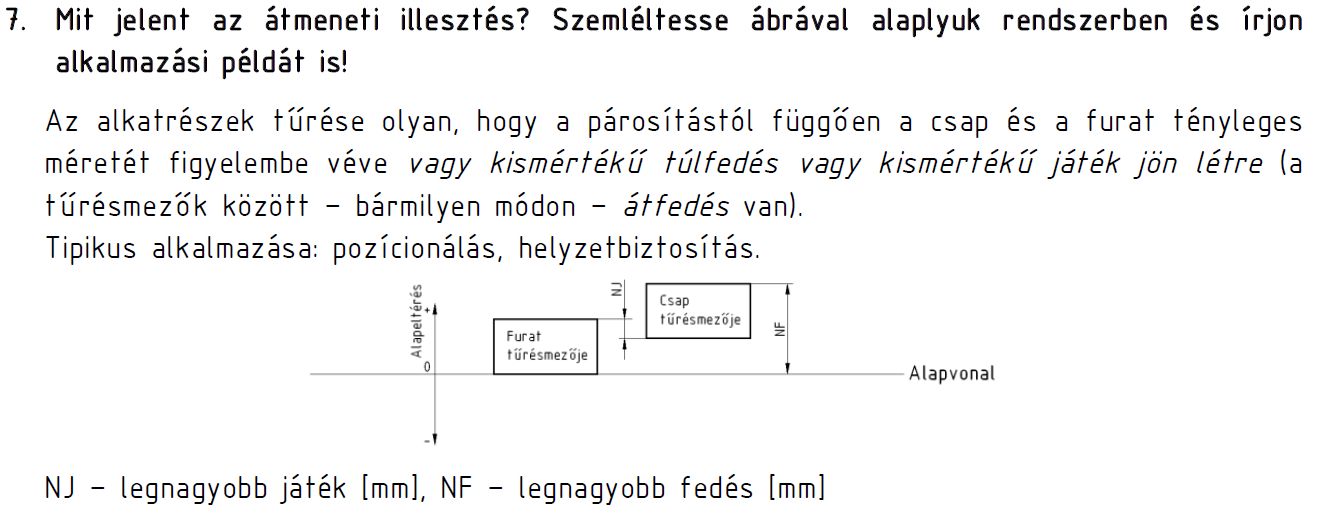 7. Mit jelent az átmeneti illesztés? Szemléltesse ábrával alaplyuk rendszerben és írjon
alkalmazási példát is!
Az alkatrészek tűrése olyan, hogy a párosítástól függően a csap és a furat tényleges
méretét figyelembe véve vagy kismértékű túlfedés vagy kismértékű játék jön létre (a
tűrésmezők között – bármilyen módon – átfedés van).
Tipikus alkalmazása: pozícionálás, helyzetbiztosítás.
Alapeltérés
+
0
-
Furat
tűrésmezője
NJ
Csap
tűrésmezője
NF
Alapvonal
NJ – legnagyobb játék [mm], NF – legnagyobb fedés [mm]